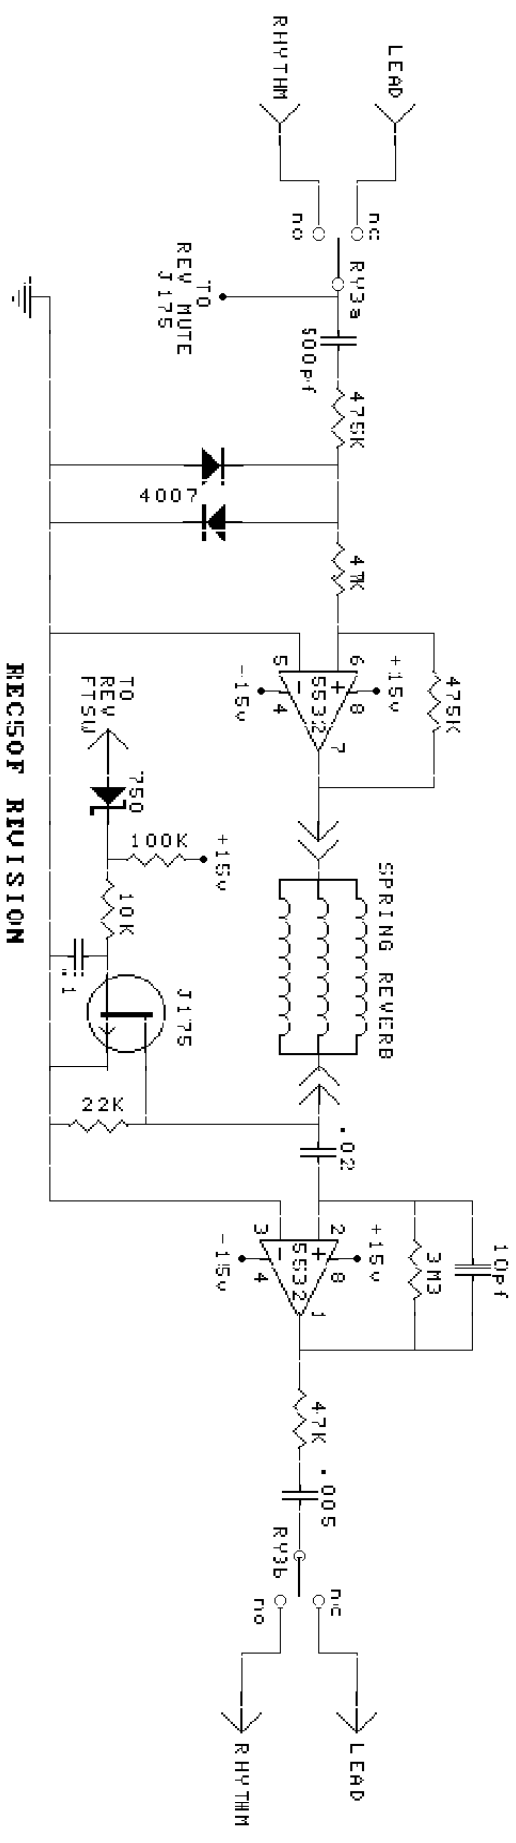 LEAD
RHYTHM
nc
no
RY3a
TO
REV MUTE
J175
500pf
475K
4007
47K
475K
+15v
6
5
5532
8
4
7
-15v
SPRING REVERB
TO
REV
FTSW
750
100K
+15v
10K
.1
J175
22K
.02
10pf
3M3
+15v
2
3
5532
8
4
1
-15v
47K
.005
RY3b
nc
no
LEAD
RHYTHM
REC50F REVISION